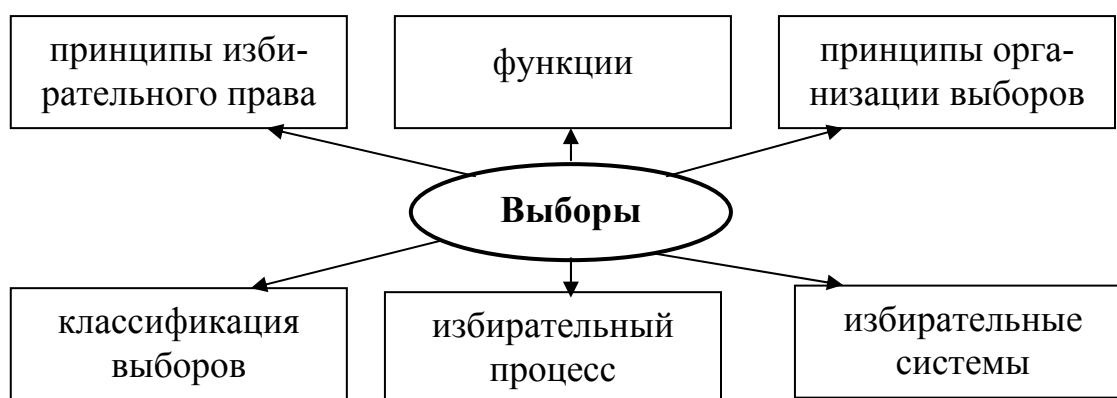 принципы изби-
рательного права
функции
принципы орга-
низации выборов
Выборы
классификация
выборов
избирательный
процесс
избирательные
системы